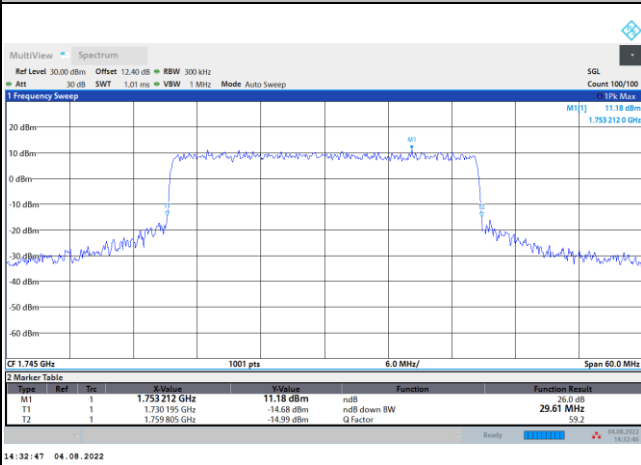 MultiView Spectrum
Ref Level 30.00 dBm Offset 12.40 dB RBW 300 kHz SGL
Att 30 dB SWT 1.01 ms VBW 1 MHz Mode Auto Sweep Count 100/100
1 Frequency Sweep 1Pk Max
M1[1] 11.18 dBm
1.753 212 0 GHz
20 dBm
M1
10 dBm
0 dBm
-10 dBm
T1 T2
-20 dBm
-30 dBm
-40 dBm
-50 dBm
-60 dBm
CF 1.745 GHz 1001 pts 6.0 MHz/ Span 60.0 MHz
2 Marker Table
Type Ref Trc X-Value Y-Value Function Function Result
M1 1 1.753 212 GHz 11.18 dBm ndB 26.0 dB
T1 1 1.730 195 GHz -14.68 dBm ndB down BW 29.61 MHz
T2 1 1.759 805 GHz -14.99 dBm Q Factor 59.2
Ready 04.08.2022
14:32:46
14:32:47 04.08.2022